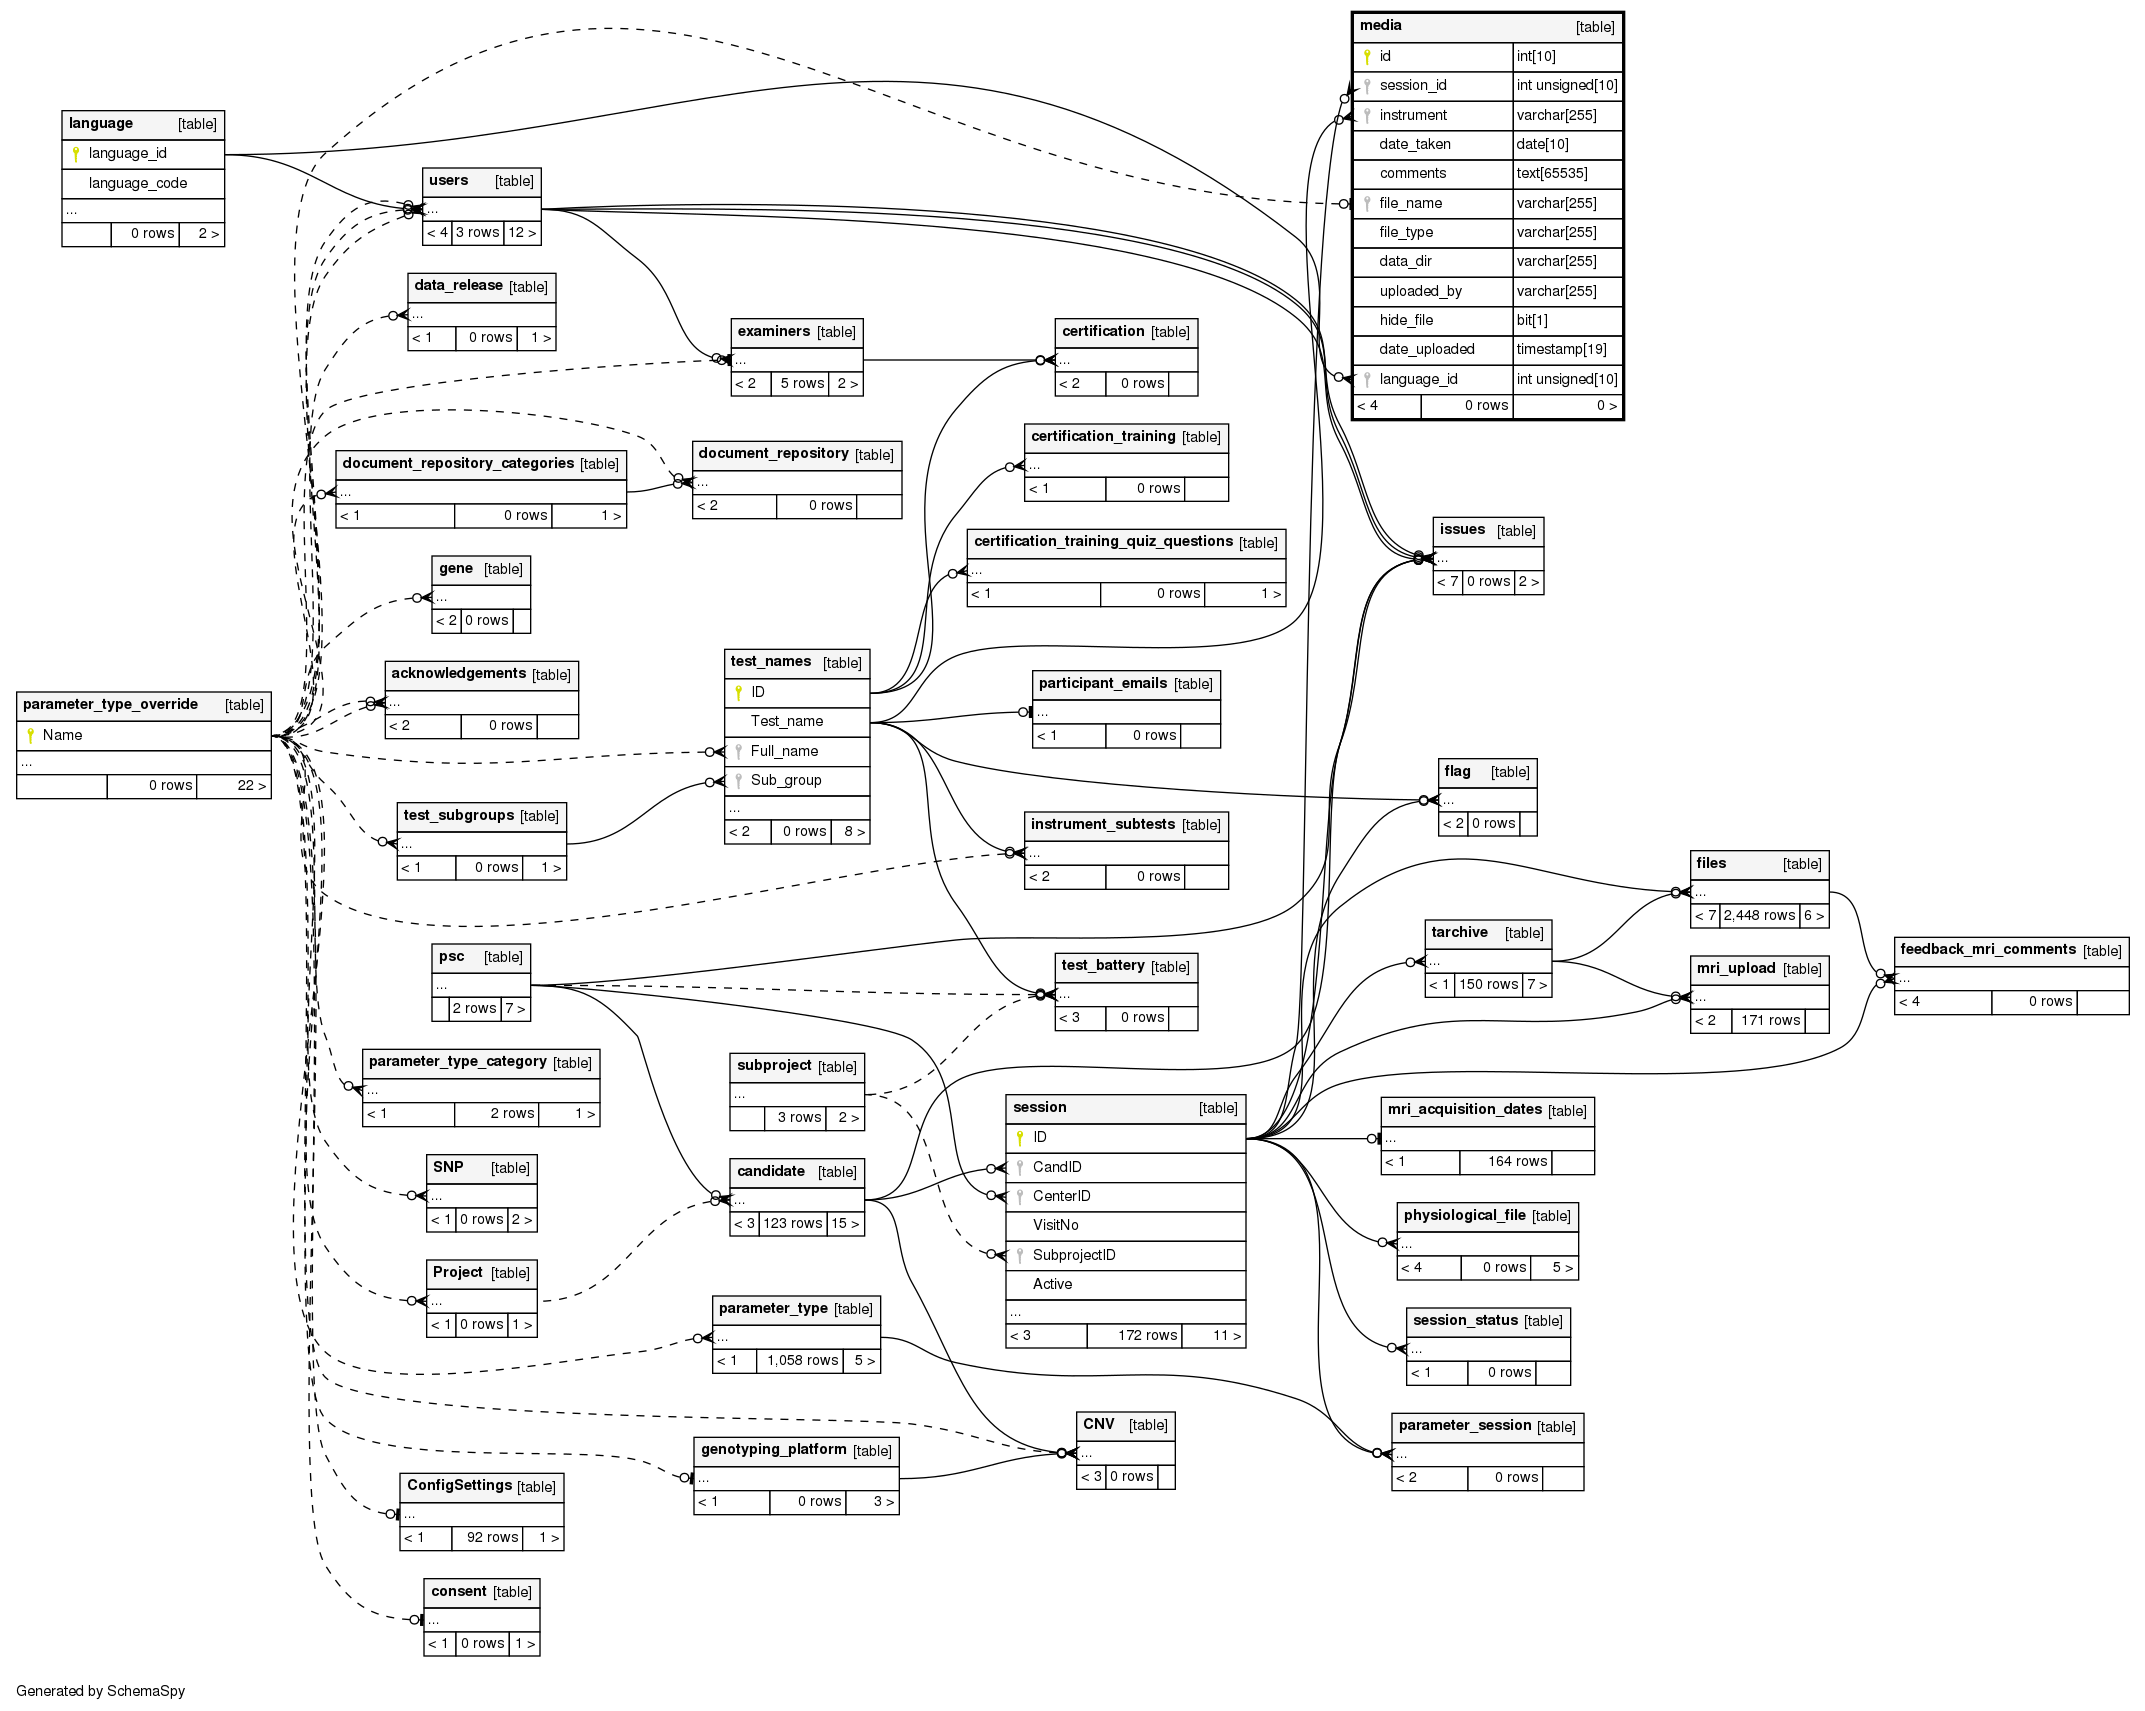 media [table]
id int[10]
session_id int unsigned[10]
instrument varchar[255]
date_taken date[10]
comments text[65535]
file_name varchar[255]
file_type varchar[255]
data_dir varchar[255]
uploaded_by varchar[255]
hide_file bit[1]
date_uploaded timestamp[19]
language_id int unsigned[10]
< 4 0 rows 0 >
language [table]
language_id
language_code
...
0 rows 2 >
users [table]
...
< 4 3 rows 12 >
data_release [table]
...
< 1 0 rows 1 >
examiners [table]
...
< 2 5 rows 2 >
certification [table]
...
< 2 0 rows
document_repository_categories [table]
...
< 1 0 rows 1 >
document_repository [table]
...
< 2 0 rows
certification_training [table]
...
< 1 0 rows
certification_training_quiz_questions [table]
...
< 1 0 rows 1 >
issues [table]
...
< 7 0 rows 2 >
gene [table]
...
< 2 0 rows
acknowledgements [table]
...
< 2 0 rows
parameter_type_override [table]
Name
...
0 rows 22 >
test_names [table]
ID
Test_name
Full_name
Sub_group
...
< 2 0 rows 8 >
participant_emails [table]
...
< 1 0 rows
flag [table]
...
< 2 0 rows
test_subgroups [table]
...
< 1 0 rows 1 >
instrument_subtests [table]
...
< 2 0 rows
files [table]
...
< 7 2,448 rows 6 >
tarchive [table]
...
< 1 150 rows 7 >
mri_upload [table]
...
< 2 171 rows
feedback_mri_comments [table]
...
< 4 0 rows
psc [table]
...
2 rows 7 >
test_battery [table]
...
< 3 0 rows
parameter_type_category [table]
...
< 1 2 rows 1 >
subproject [table]
...
3 rows 2 >
session [table]
ID
CandID
CenterID
VisitNo
SubprojectID
Active
...
< 3 172 rows 11 >
mri_acquisition_dates [table]
...
< 1 164 rows
SNP [table]
...
< 1 0 rows 2 >
candidate [table]
...
< 3 123 rows 15 >
physiological_file [table]
...
< 4 0 rows 5 >
Project [table]
...
< 1 0 rows 1 >
parameter_type [table]
...
< 1 1,058 rows 5 >
session_status [table]
...
< 1 0 rows
genotyping_platform [table]
...
< 1 0 rows 3 >
CNV [table]
...
< 3 0 rows
parameter_session [table]
...
< 2 0 rows
ConfigSettings [table]
...
< 1 92 rows 1 >
consent [table]
...
< 1 0 rows 1 >
Generated by SchemaSpy